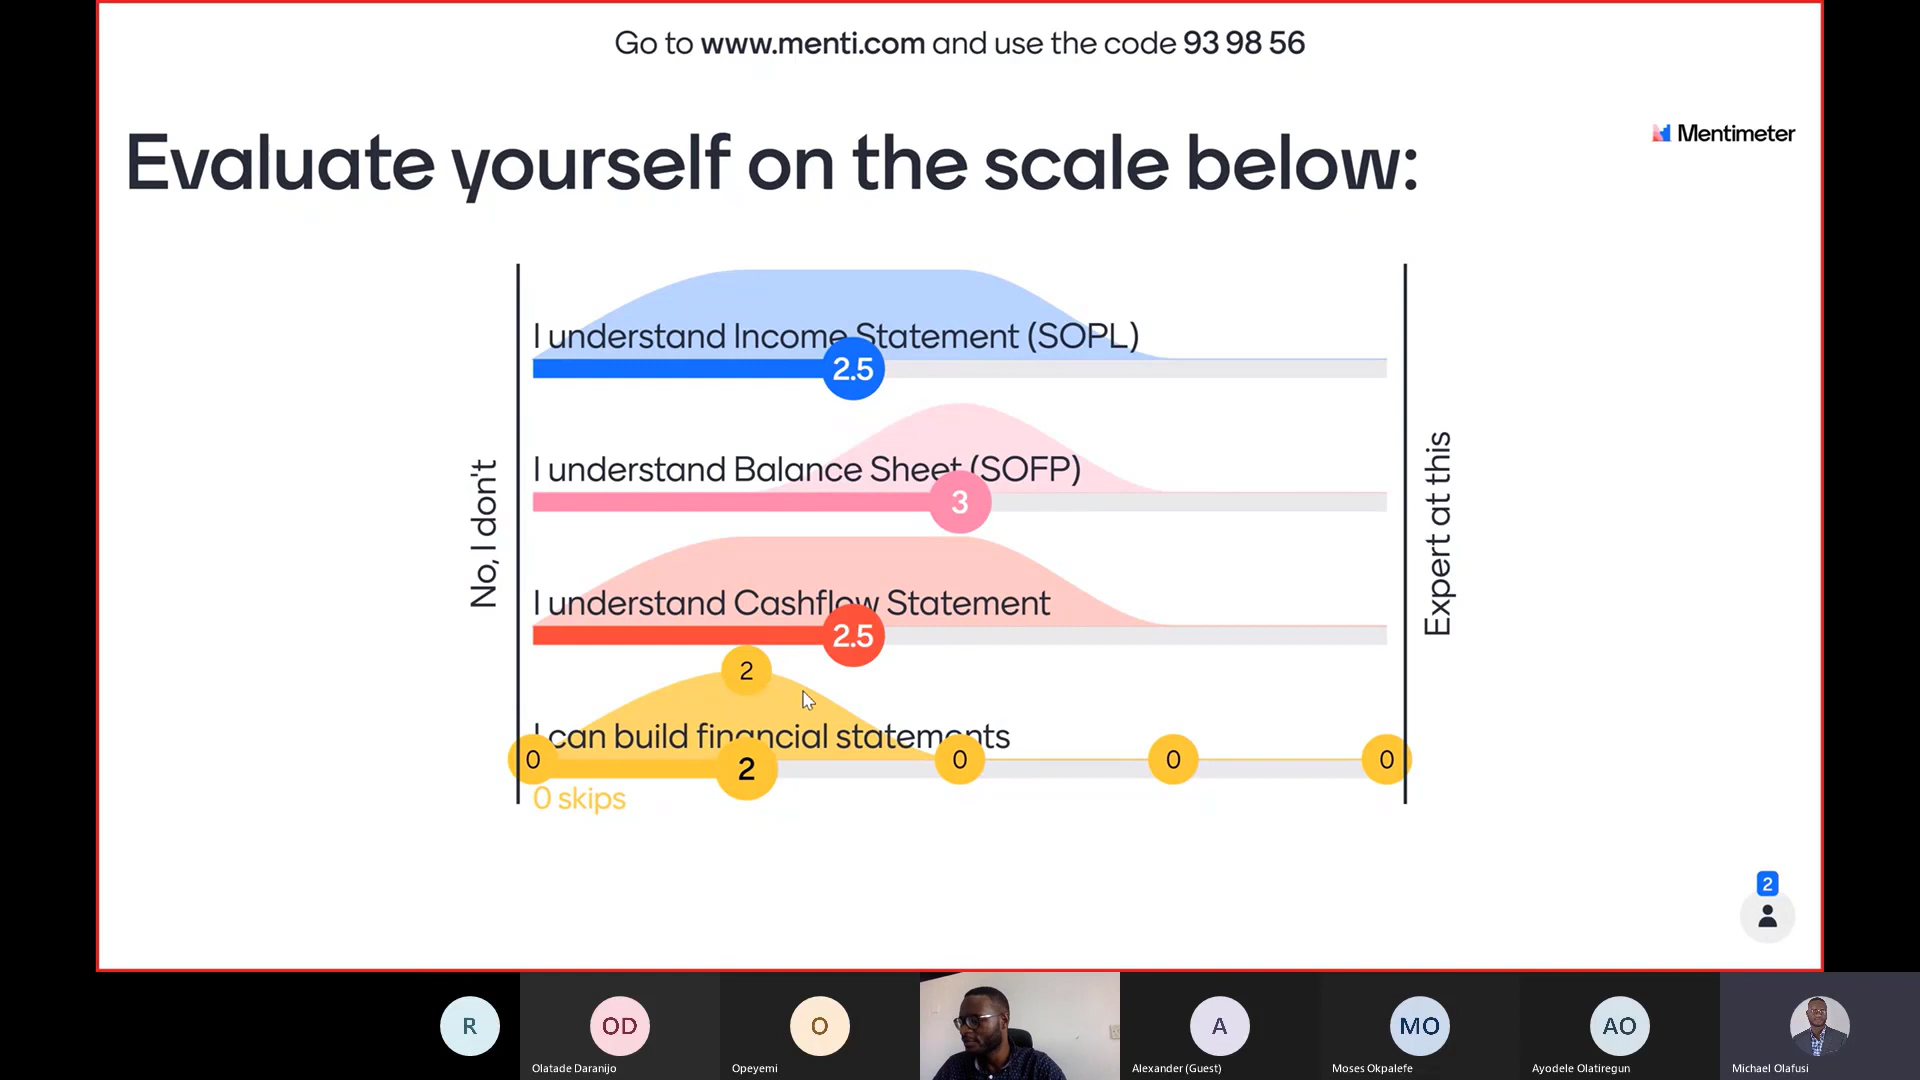 Go to www.menti.com and use the code 93 98 56
Mentimeter
Evaluate yourself on the scale below:
No, I don't
I understand Income Statement (SOPL)
2.5
I understand Balance Sheet (SOFP)
3
I understand Cashflow Statement
2.5
2
I can build financial statements
0
2
0
0
0
0 skips
Expert at this
2
R
OD
Olatade Daranijo
O
Opeyemi
A
Alexander (Guest)
MO
Moses Okpalefe
AO
Ayodele Olatiregun
Michael Olafusi